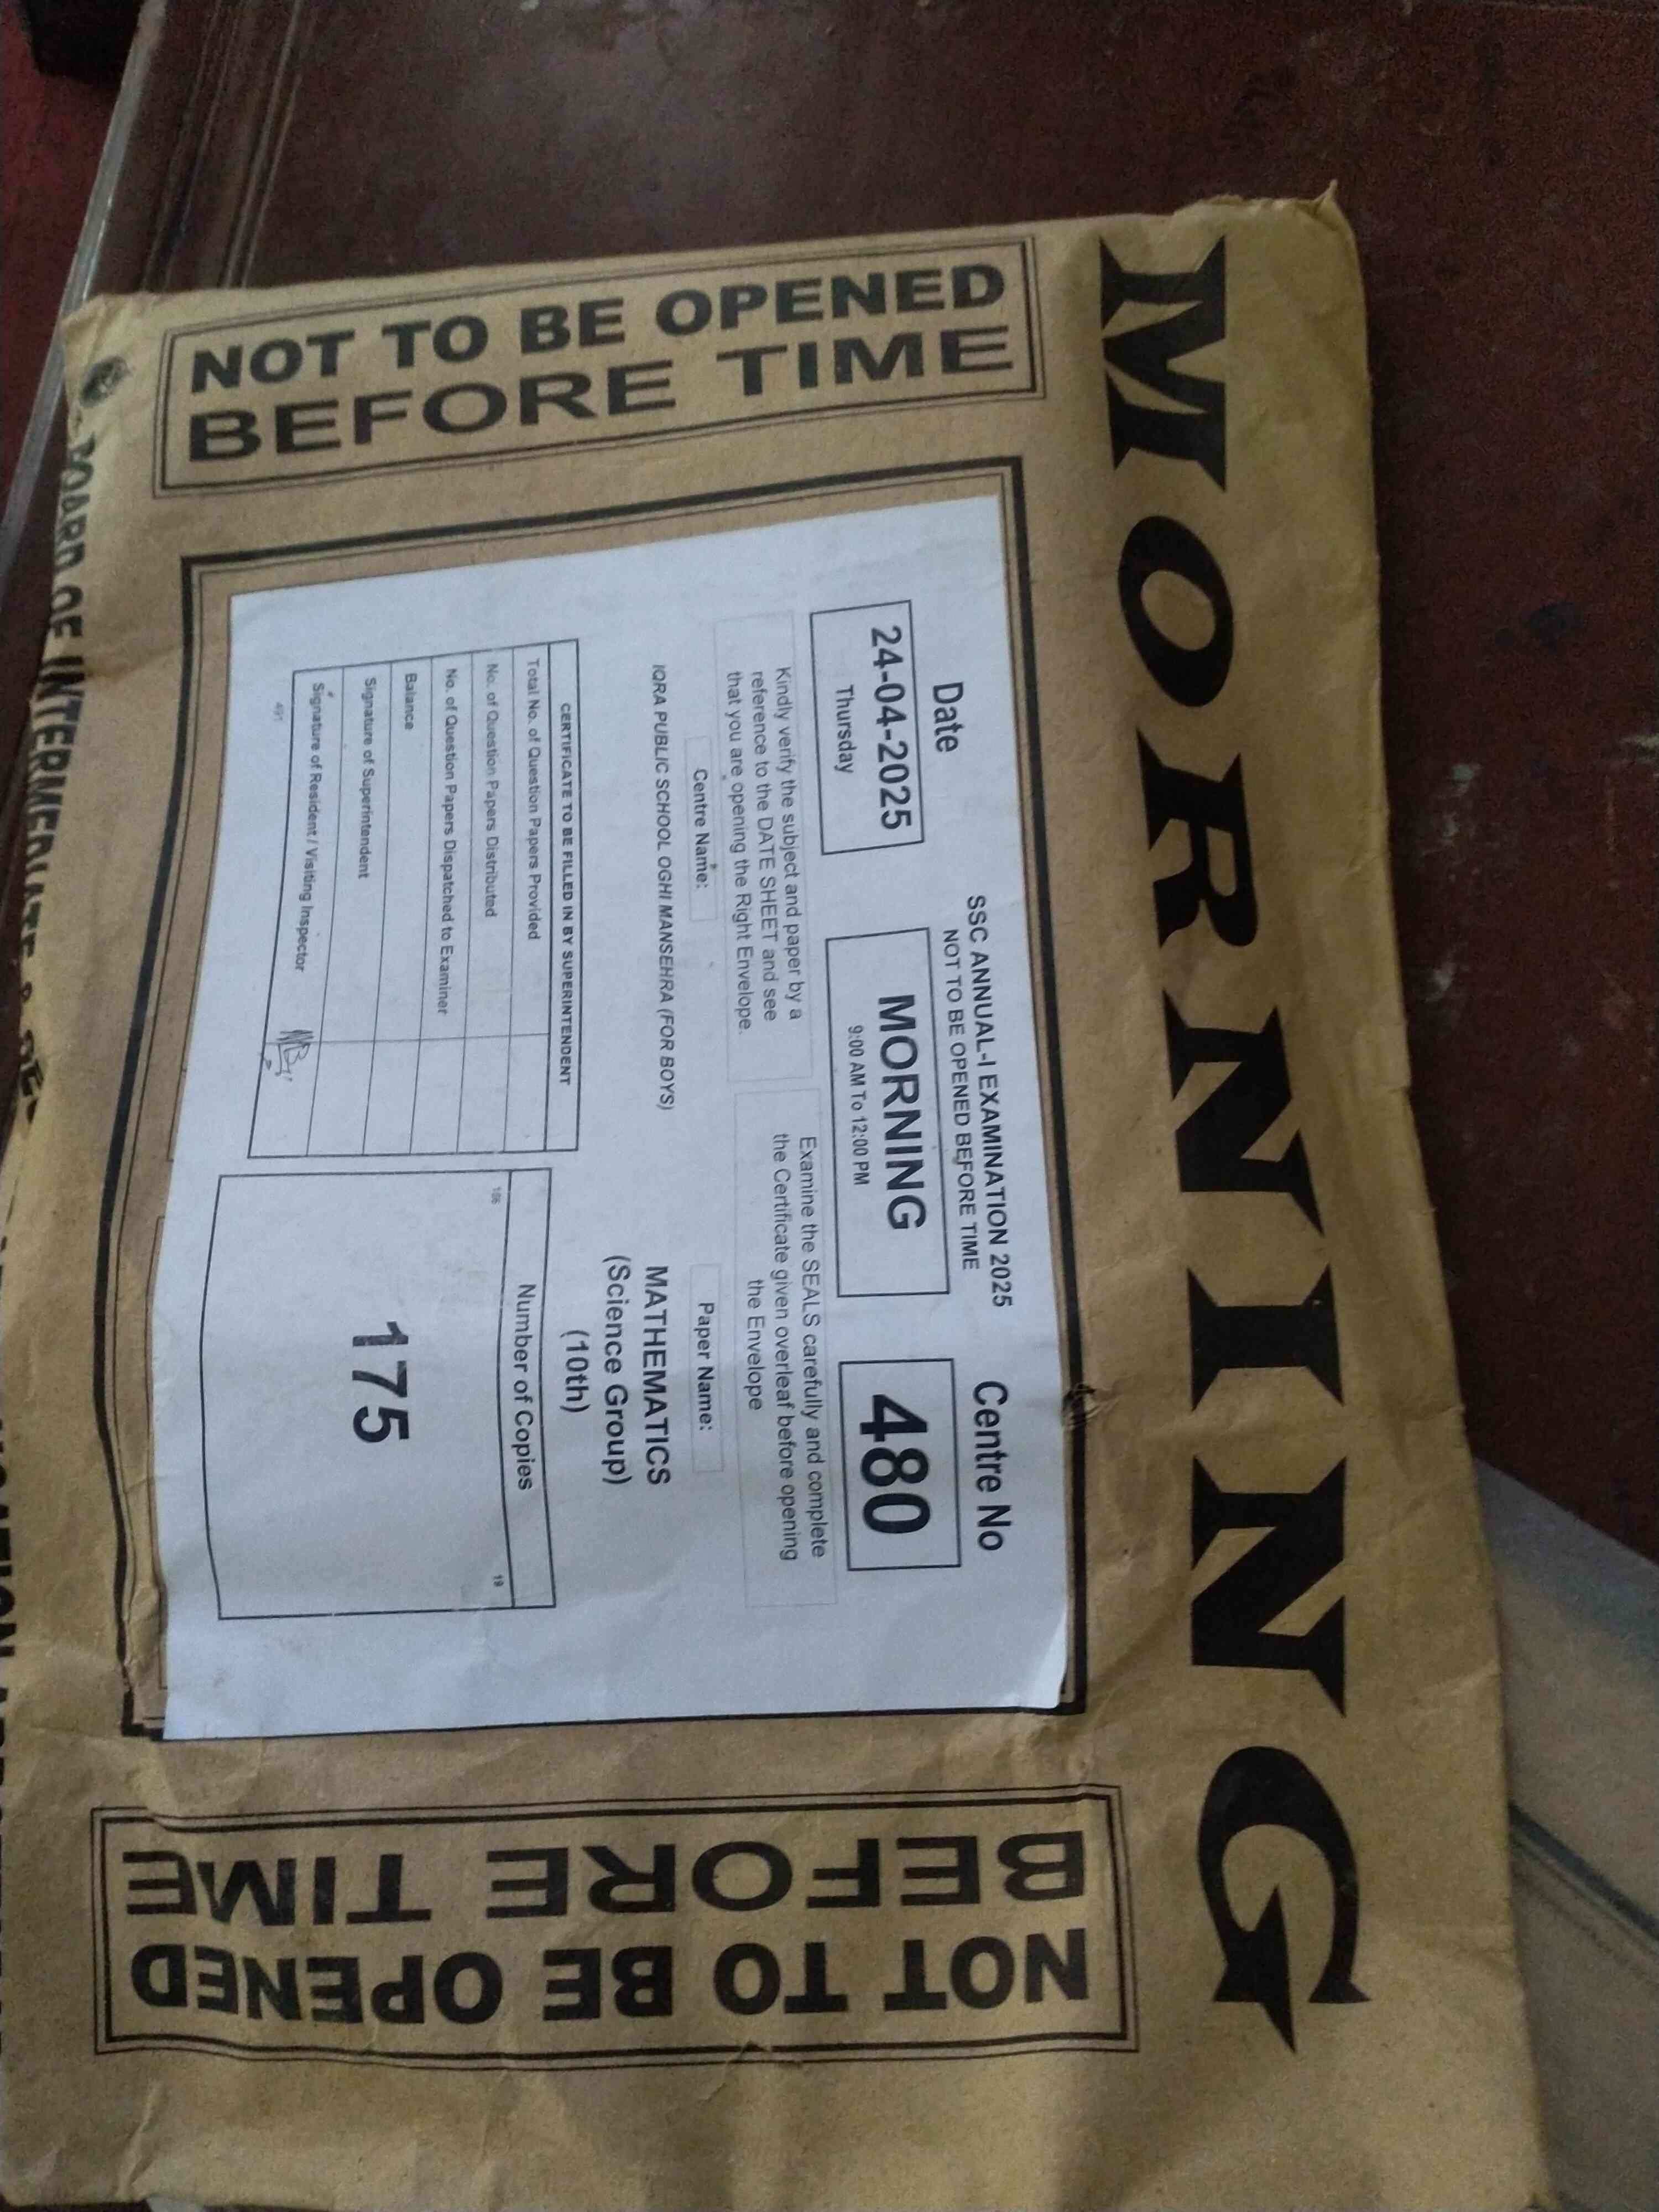 MORNING
NOT TO BE OPENED
BEFORE TIME
SSC ANNUAL-I EXAMINATION 2025
NOT TO BE OPENED BEFORE TIME
Date
24-04-2025
Thursday
MORNING
9:00 AM To 12:00 PM
Centre No
480
Kindly verify the subject and paper by a
reference to the DATE SHEET and see
that you are opening the Right Envelope.
Examine the SEALS carefully and complete
the Certificate given overleaf before opening
the Envelope
Centre Name:
IQRA PUBLIC SCHOOL OGHI MANSEHRA (FOR BOYS)
Paper Name:
MATHEMATICS
(Science Group)
(10th)
CERTIFICATE TO BE FILLED IN BY SUPERINTENDENT
Total No. of Question Papers Provided
No. of Question Papers Distributed
No. of Question Papers Dispatched to Examiner
Balance
Signature of Superintendent
Signature of Resident / Visiting Inspector
491
Number of Copies
186 19
175
NOT TO BE OPENED
BEFORE TIME
BOARD OF INTERMEDIATE &